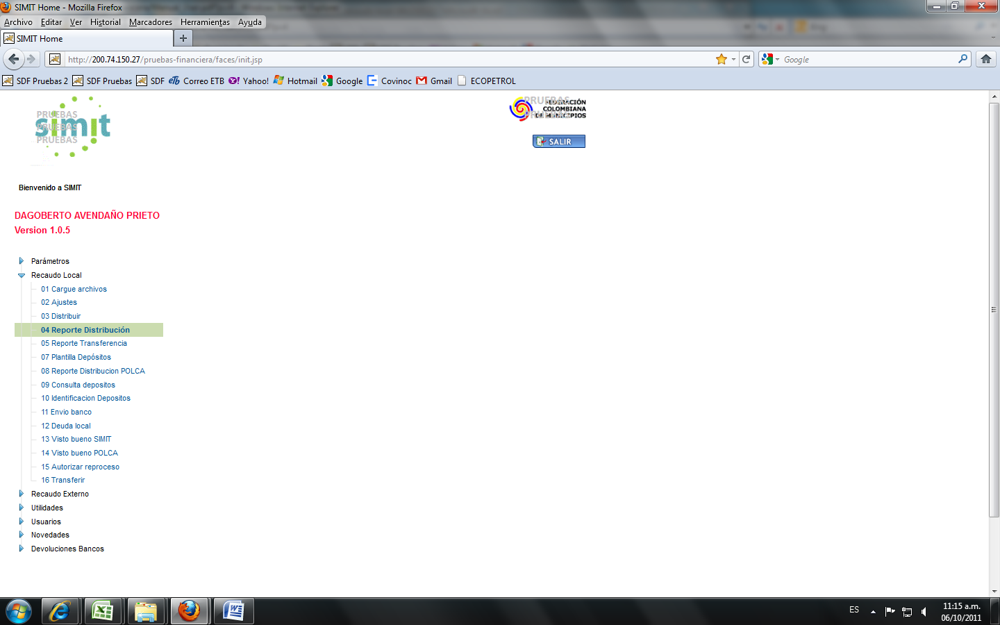 SIMIT Home - Mozilla Firefox
Archivo Editar Ver Historial Marcadores Herramientas Ayuda
SIMIT Home
http://200.74.150.27/pruebas-financiera/faces/init.jsp
Google
SDF Pruebas 2 SDF Pruebas SDF Correo ETB Yahoo! Hotmail Google Covinoc Gmail ECOPETROL
PRUEBAS
simit
PRUEBAS
PRUEBAS
PRUEBAS
FEDERACIÓN
COLOMBIANA
DE MUNICIPIOS
PRUEBAS
SALIR
Bienvenido a SIMIT
DAGOBERTO AVENDAÑO PRIETO
Version 1.0.5
Parámetros
Recaudo Local
01 Cargue archivos
02 Ajustes
03 Distribuir
04 Reporte Distribución
05 Reporte Transferencia
07 Plantilla Depósitos
08 Reporte Distribucion POLCA
09 Consulta depositos
10 Identificacion Depositos
11 Envio banco
12 Deuda local
13 Visto bueno SIMIT
14 Visto bueno POLCA
15 Autorizar reproceso
16 Transferir
Recaudo Externo
Utilidades
Usuarios
Novedades
Devoluciones Bancos
ES
11:15 a.m.
06/10/2011